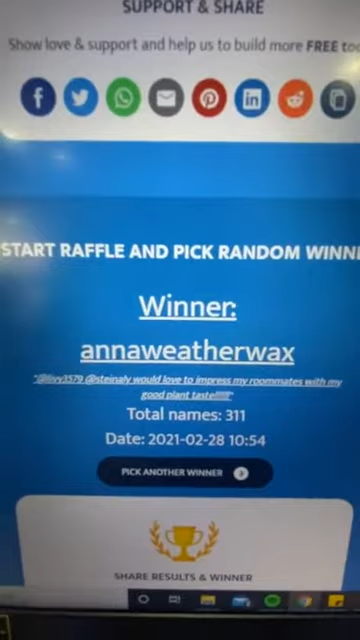 SUPPORT & SHARE
Show love & support and help us to build more FREE too
START RAFFLE AND PICK RANDOM WINN
Winner:
annaweatherwax
"@livvy3579 @steinaly would love to impress my roommates with my
good plant taste!!!!!!!"
Total names: 311
Date: 2021-02-28 10:54
PICK ANOTHER WINNER
SHARE RESULTS & WINNER